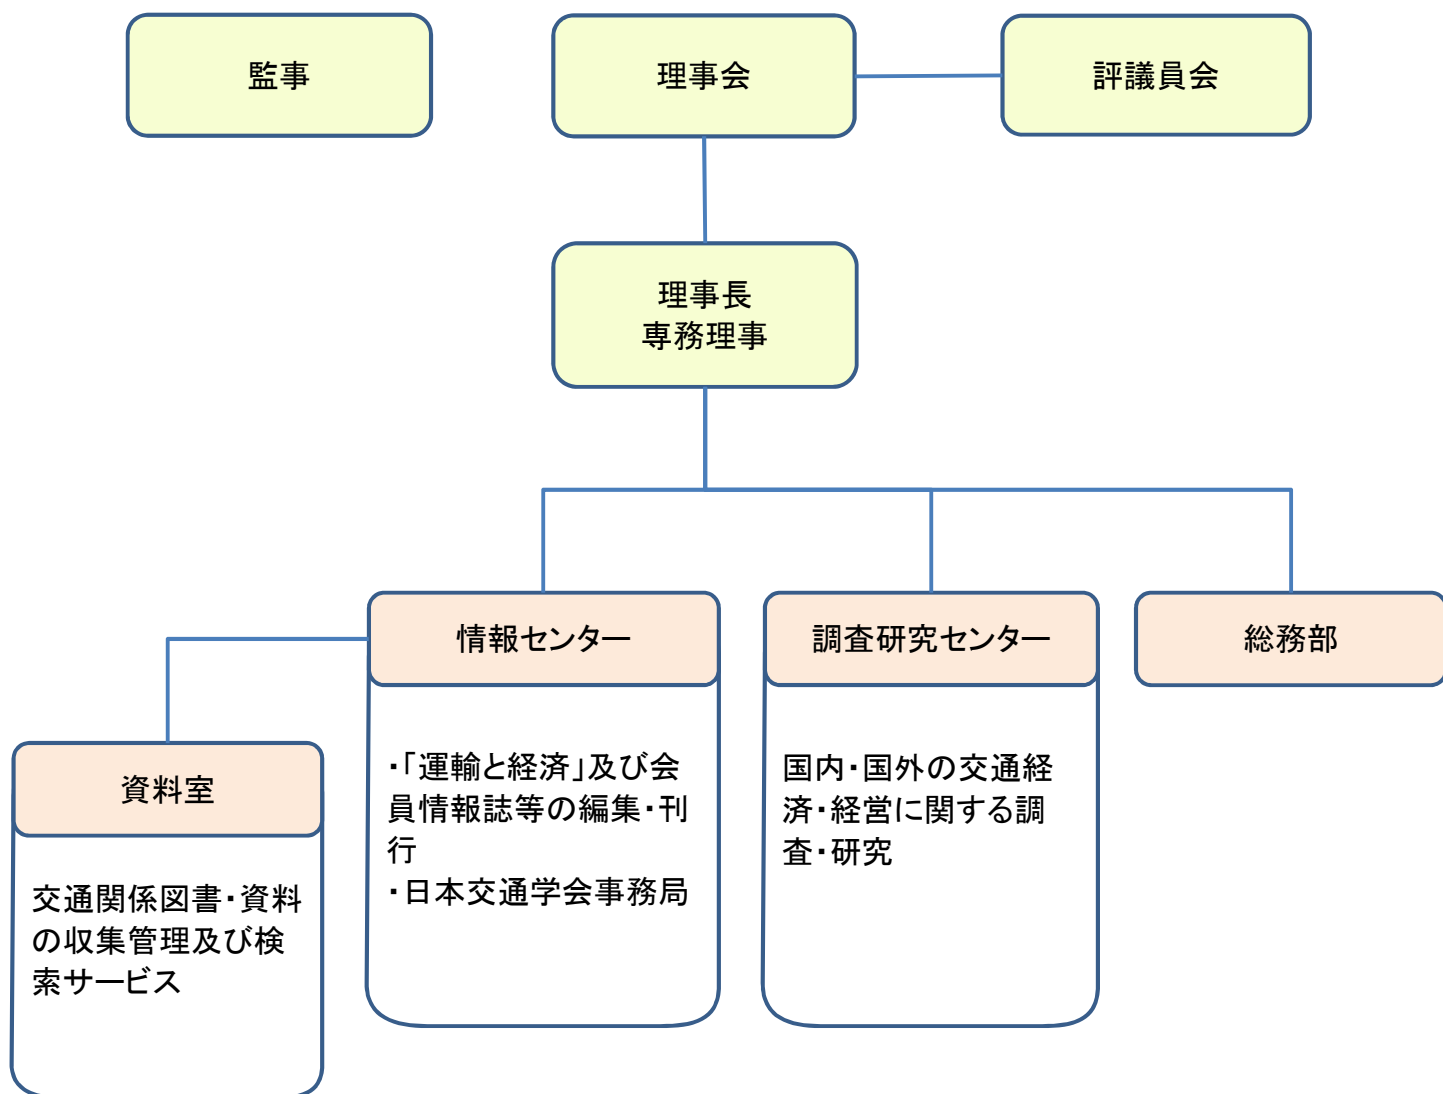 監事
理事会
評議員会
理事長
専務理事
情報センター
調査研究センター
総務部
資料室
・「運輸と経済」及び会
員情報誌等の編集・刊
行
・日本交通学会事務局
国内・国外の交通経
済・経営に関する調
査・研究
交通関係図書・資料
の収集管理及び検
索サービス